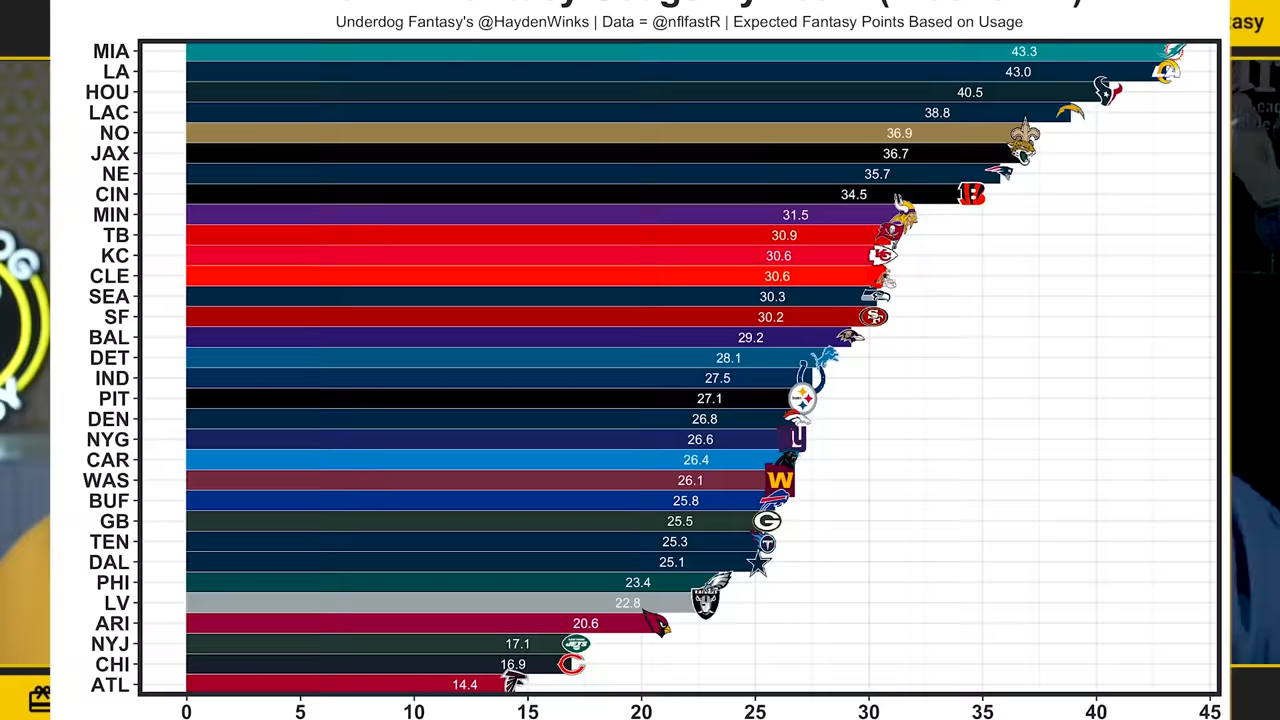 Underdog Fantasy's @HaydenWinks | Data = @nflfastR | Expected Fantasy Points Based on Usage
asy
MIA 43.3
LA 43.0
HOU 40.5
LAC 38.8
NO 36.9
JAX 36.7
NE 35.7
CIN 34.5
MIN 31.5
TB 30.9
KC 30.6
CLE 30.6
SEA 30.3
SF 30.2
BAL 29.2
DET 28.1
IND 27.5
PIT 27.1
DEN 26.8
NYG 26.6
CAR 26.4
WAS 26.1
BUF 25.8
GB 25.5
TEN 25.3
DAL 25.1
PHI 23.4
LV 22.8
ARI 20.6
NYJ 17.1
CHI 16.9
ATL 14.4
0 5 10 15 20 25 30 35 40 45